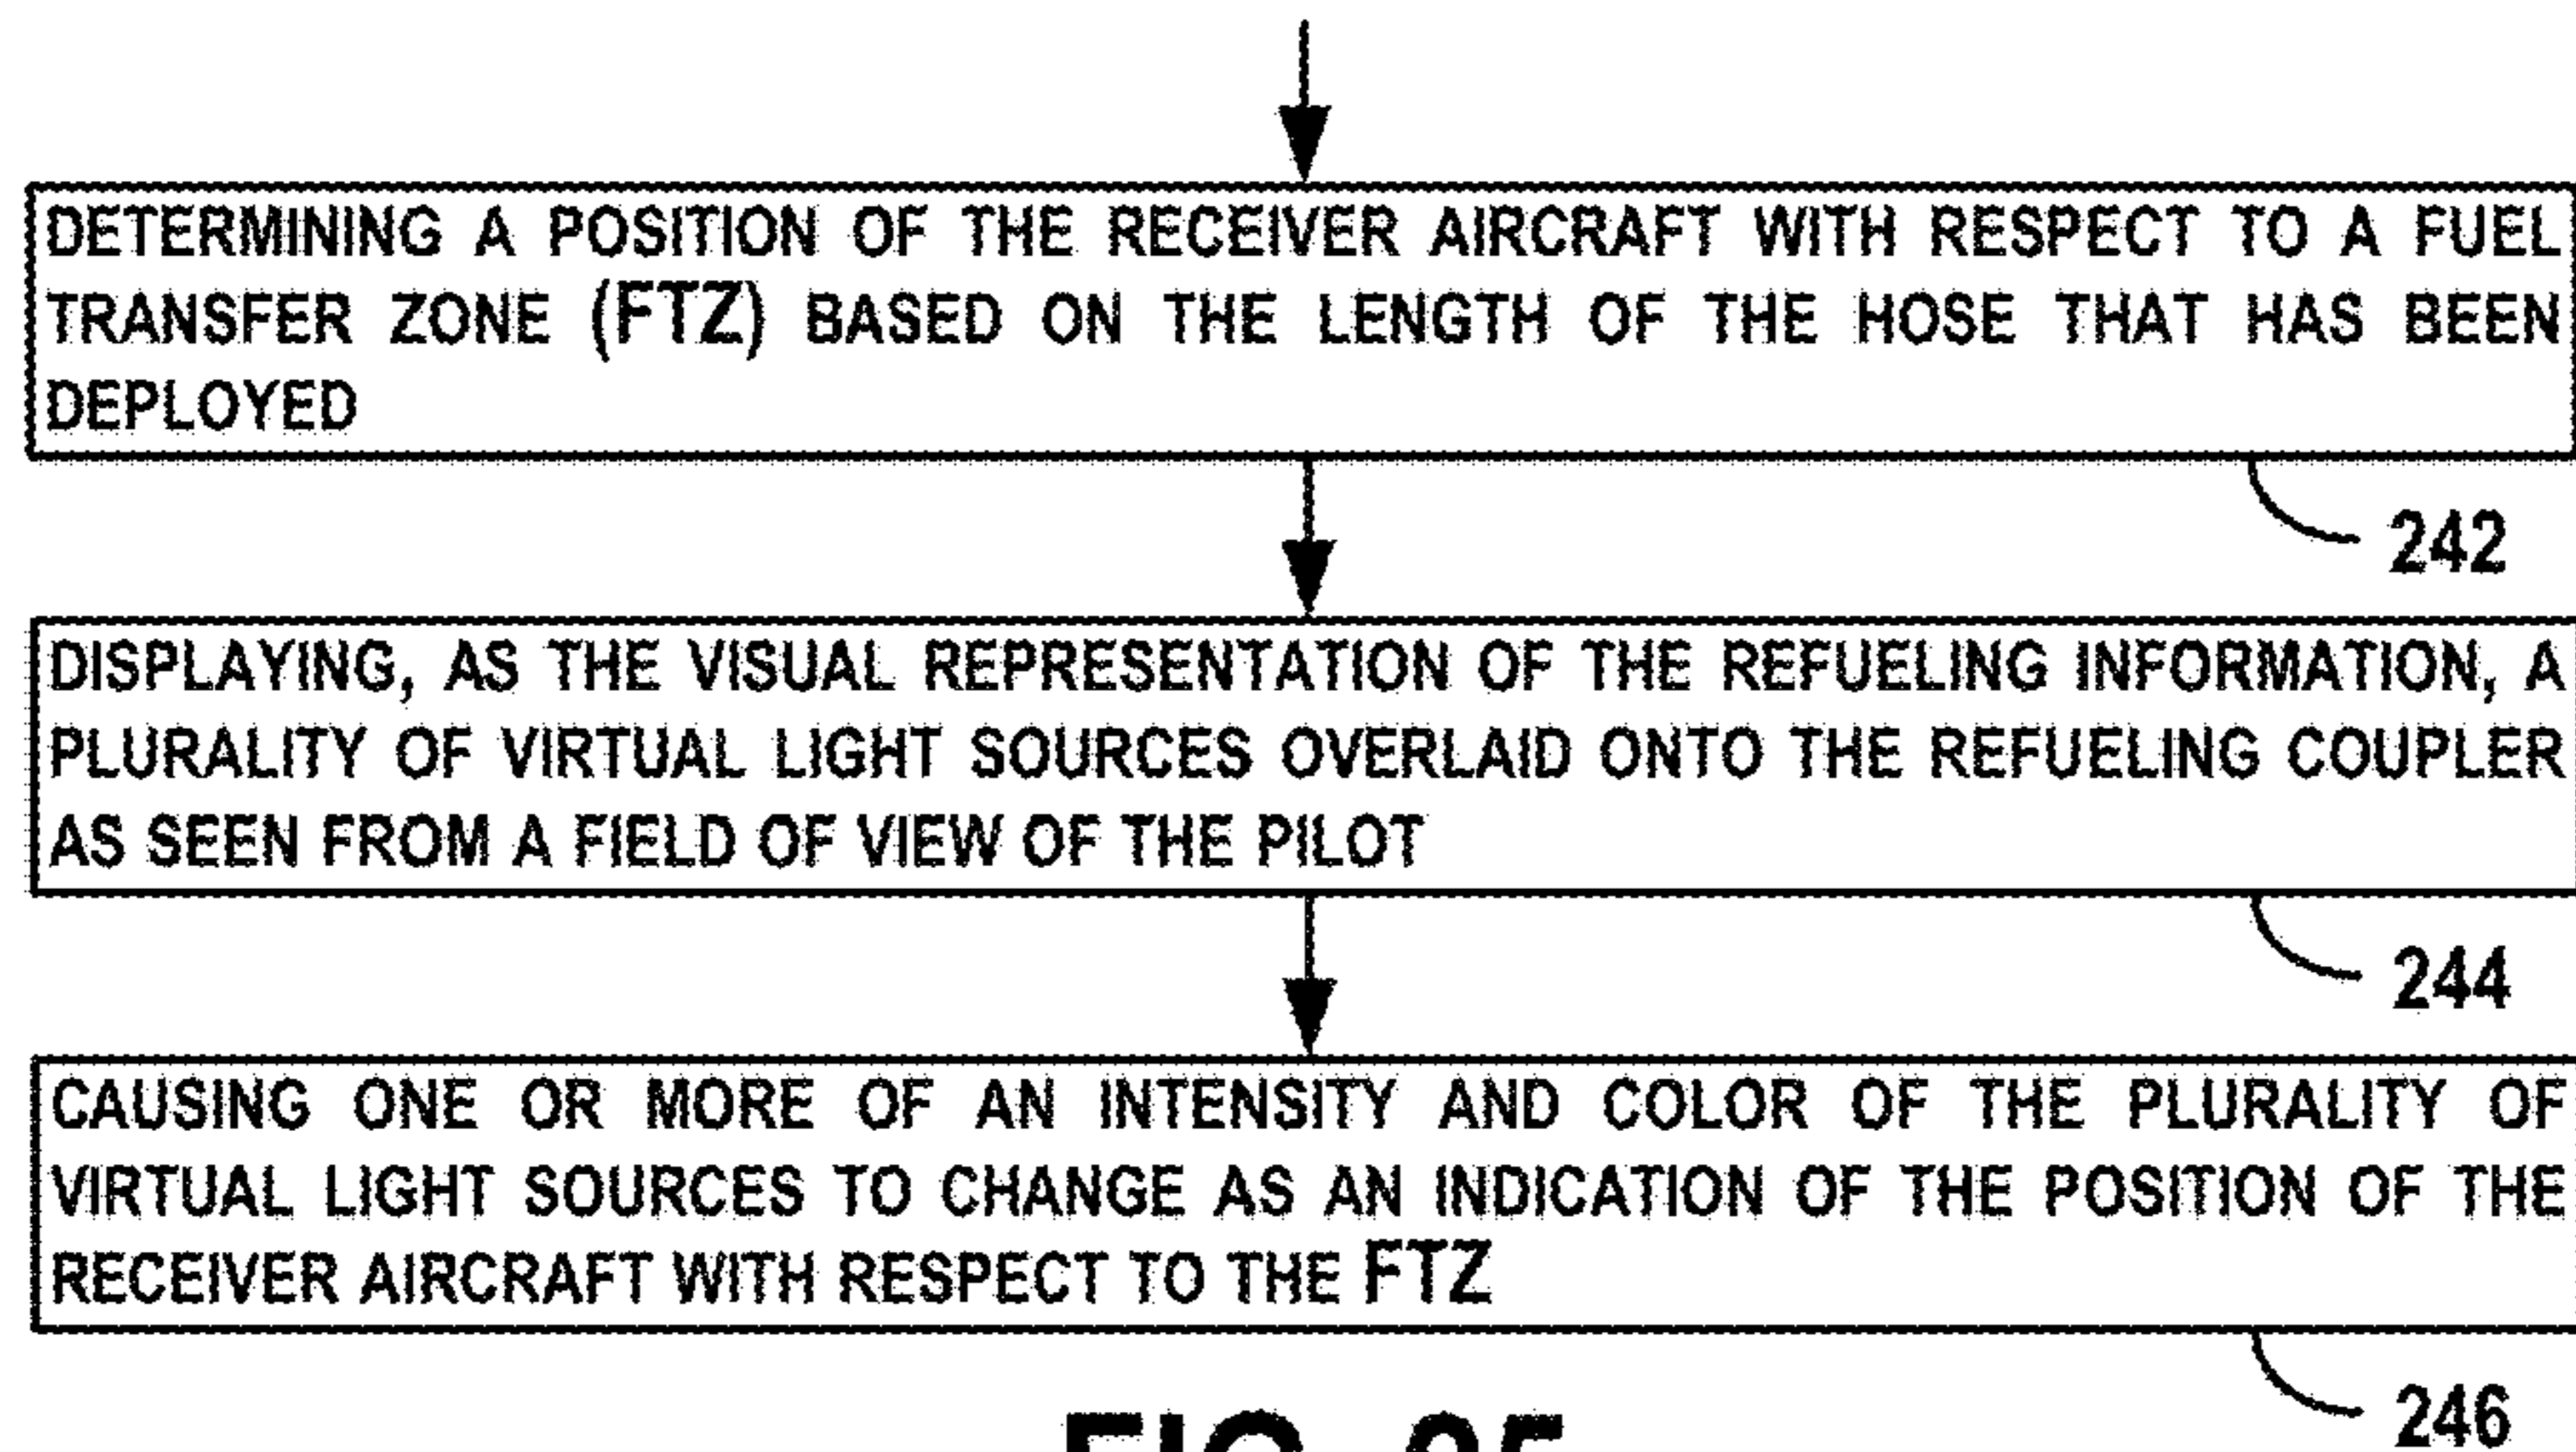 DETERMINING A POSITION OF THE RECEIVER AIRCRAFT WITH RESPECT TO A FUEL
TRANSFER ZONE (FTZ) BASED ON THE LENGTH OF THE HOSE THAT HAS BEEN
DEPLOYED
242
DISPLAYING, AS THE VISUAL REPRESENTATION OF THE REFUELING INFORMATION, A
PLURALITY OF VIRTUAL LIGHT SOURCES OVERLAID ONTO THE REFUELING COUPLER
AS SEEN FROM A FIELD OF VIEW OF THE PILOT
244
CAUSING ONE OR MORE OF AN INTENSITY AND COLOR OF THE PLURALITY OF
VIRTUAL LIGHT SOURCES TO CHANGE AS AN INDICATION OF THE POSITION OF THE
RECEIVER AIRCRAFT WITH RESPECT TO THE FTZ
246